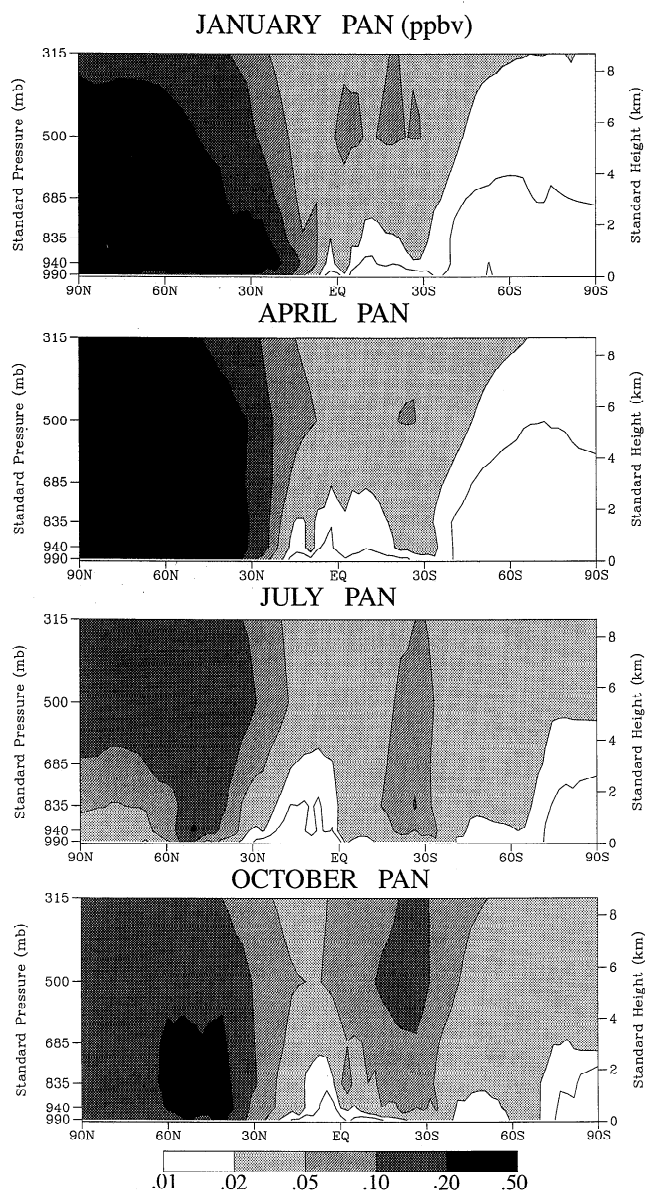 JANUARY PAN (ppbv)
Standard Pressure (mb)
315
500
685
835
940
990
8
6
4
2
0
Standard Height (km)
90N 60N 30N EQ 30S 60S 90S
APRIL PAN
Standard Pressure (mb)
315
500
685
835
940
990
8
6
4
2
0
Standard Height (km)
90N 60N 30N EQ 30S 60S 90S
JULY PAN
Standard Pressure (mb)
315
500
685
835
940
990
8
6
4
2
0
Standard Height (km)
90N 60N 30N EQ 30S 60S 90S
OCTOBER PAN
Standard Pressure (mb)
315
500
685
835
940
990
8
6
4
2
0
Standard Height (km)
90N 60N 30N EQ 30S 60S 90S
.01 .02 .05 .10 .20 .50